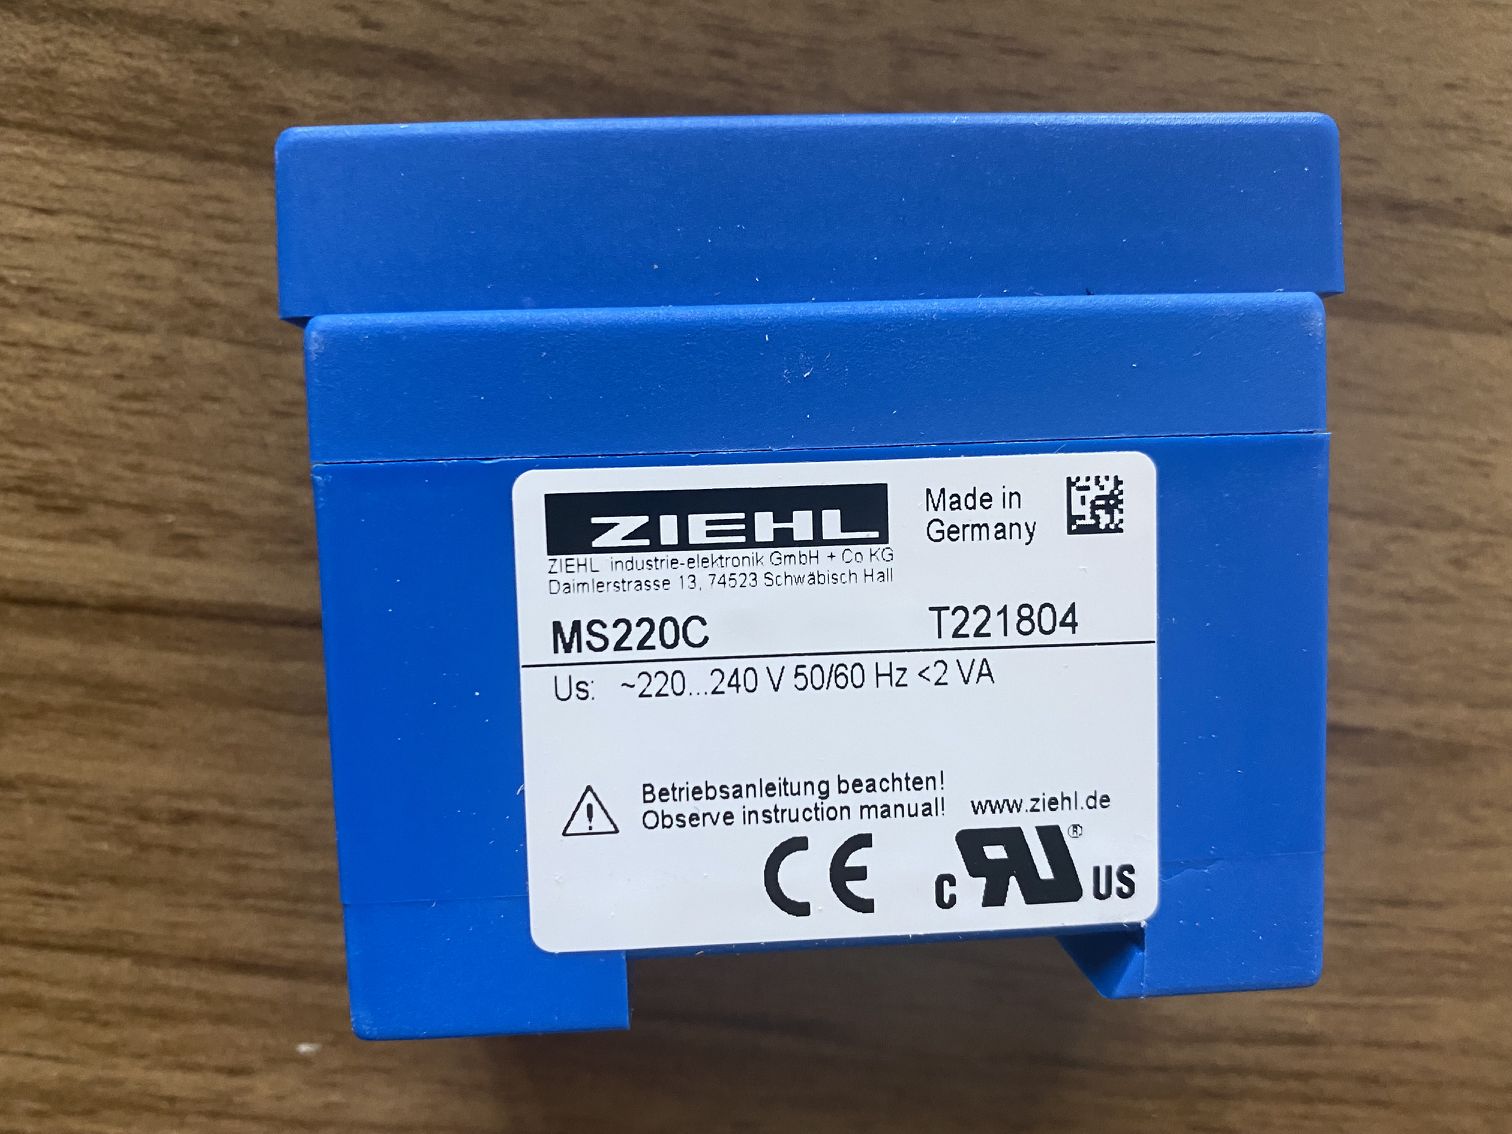 ZIEHL
ZIEHL industrie-elektronik GmbH + Co KG
Daimlerstrasse 13, 74523 Schwäbisch Hall
Made in
Germany
MS220C T221804
Us: ~220...240 V 50/60 Hz <2 VA
Betriebsanleitung beachten!
Observe instruction manual! www.ziehl.de
CE c RU ® US